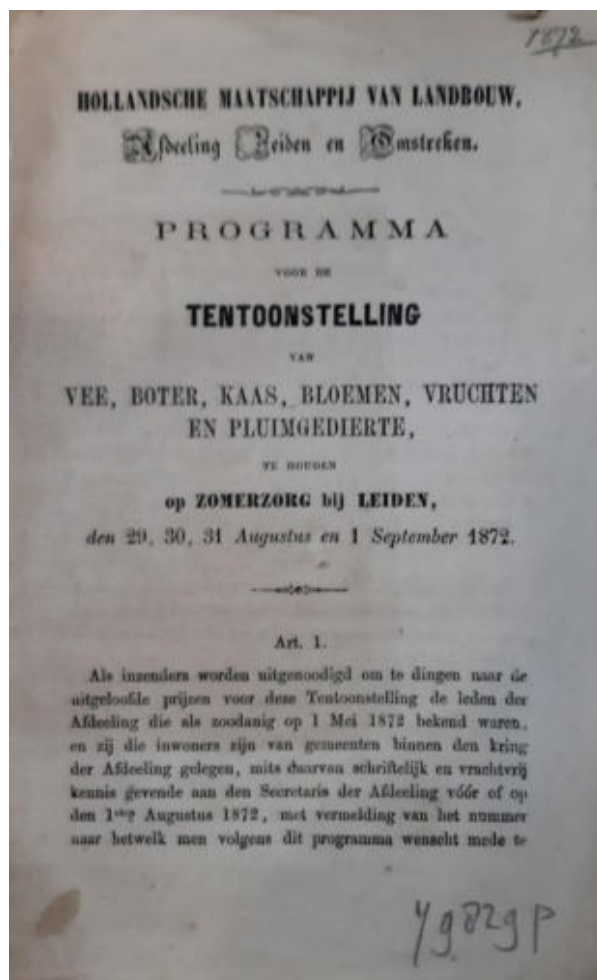 1872
HOLLANDSCHE MAATSCHAPPIJ VAN LANDBOUW,
Afdeeling Leiden en Omstreken.
PROGRAMMA
VOOR DE
TENTOONSTELLING
VAN
VEE, BOTER, KAAS, BLOEMEN, VRUCHTEN
EN PLUIMGEDIERTE,
TE HOUDEN
op ZOMERZORG bij LEIDEN,
den 29, 30, 31 Augustus en 1 September 1872.
Art. 1.
Als inzenders worden uitgenoodigd om te dingen naar de
uitgeloofde prijzen voor deze Tentoonstelling de leden der
Afdeeling die als zoodanig op 1 Mei 1872 bekend waren,
en zij die inwoners zijn van gemeenten binnen den kring
der Afdeeling gelegen, mits daarvan schriftelijk en vrachtvrij
kennis gevende aan den Secretaris der Afdeeling vóór of op
den 1sten Augustus 1872, met vermelding van het nummer
naar hetwelk men volgens dit programma wenscht mede te